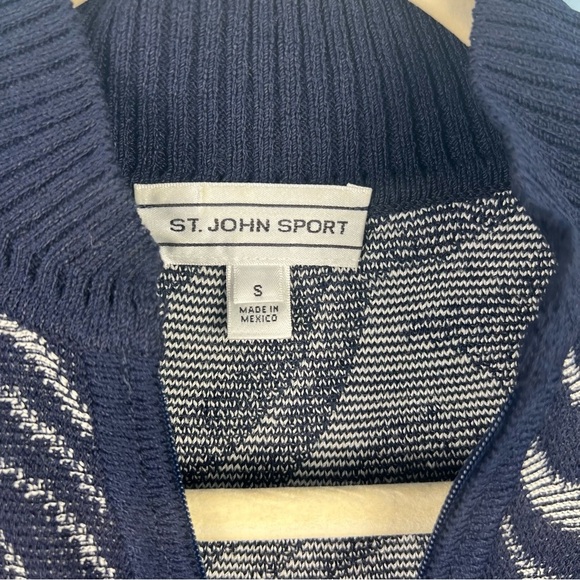 ST. JOHN SPORT
S
MADE IN
MEXICO